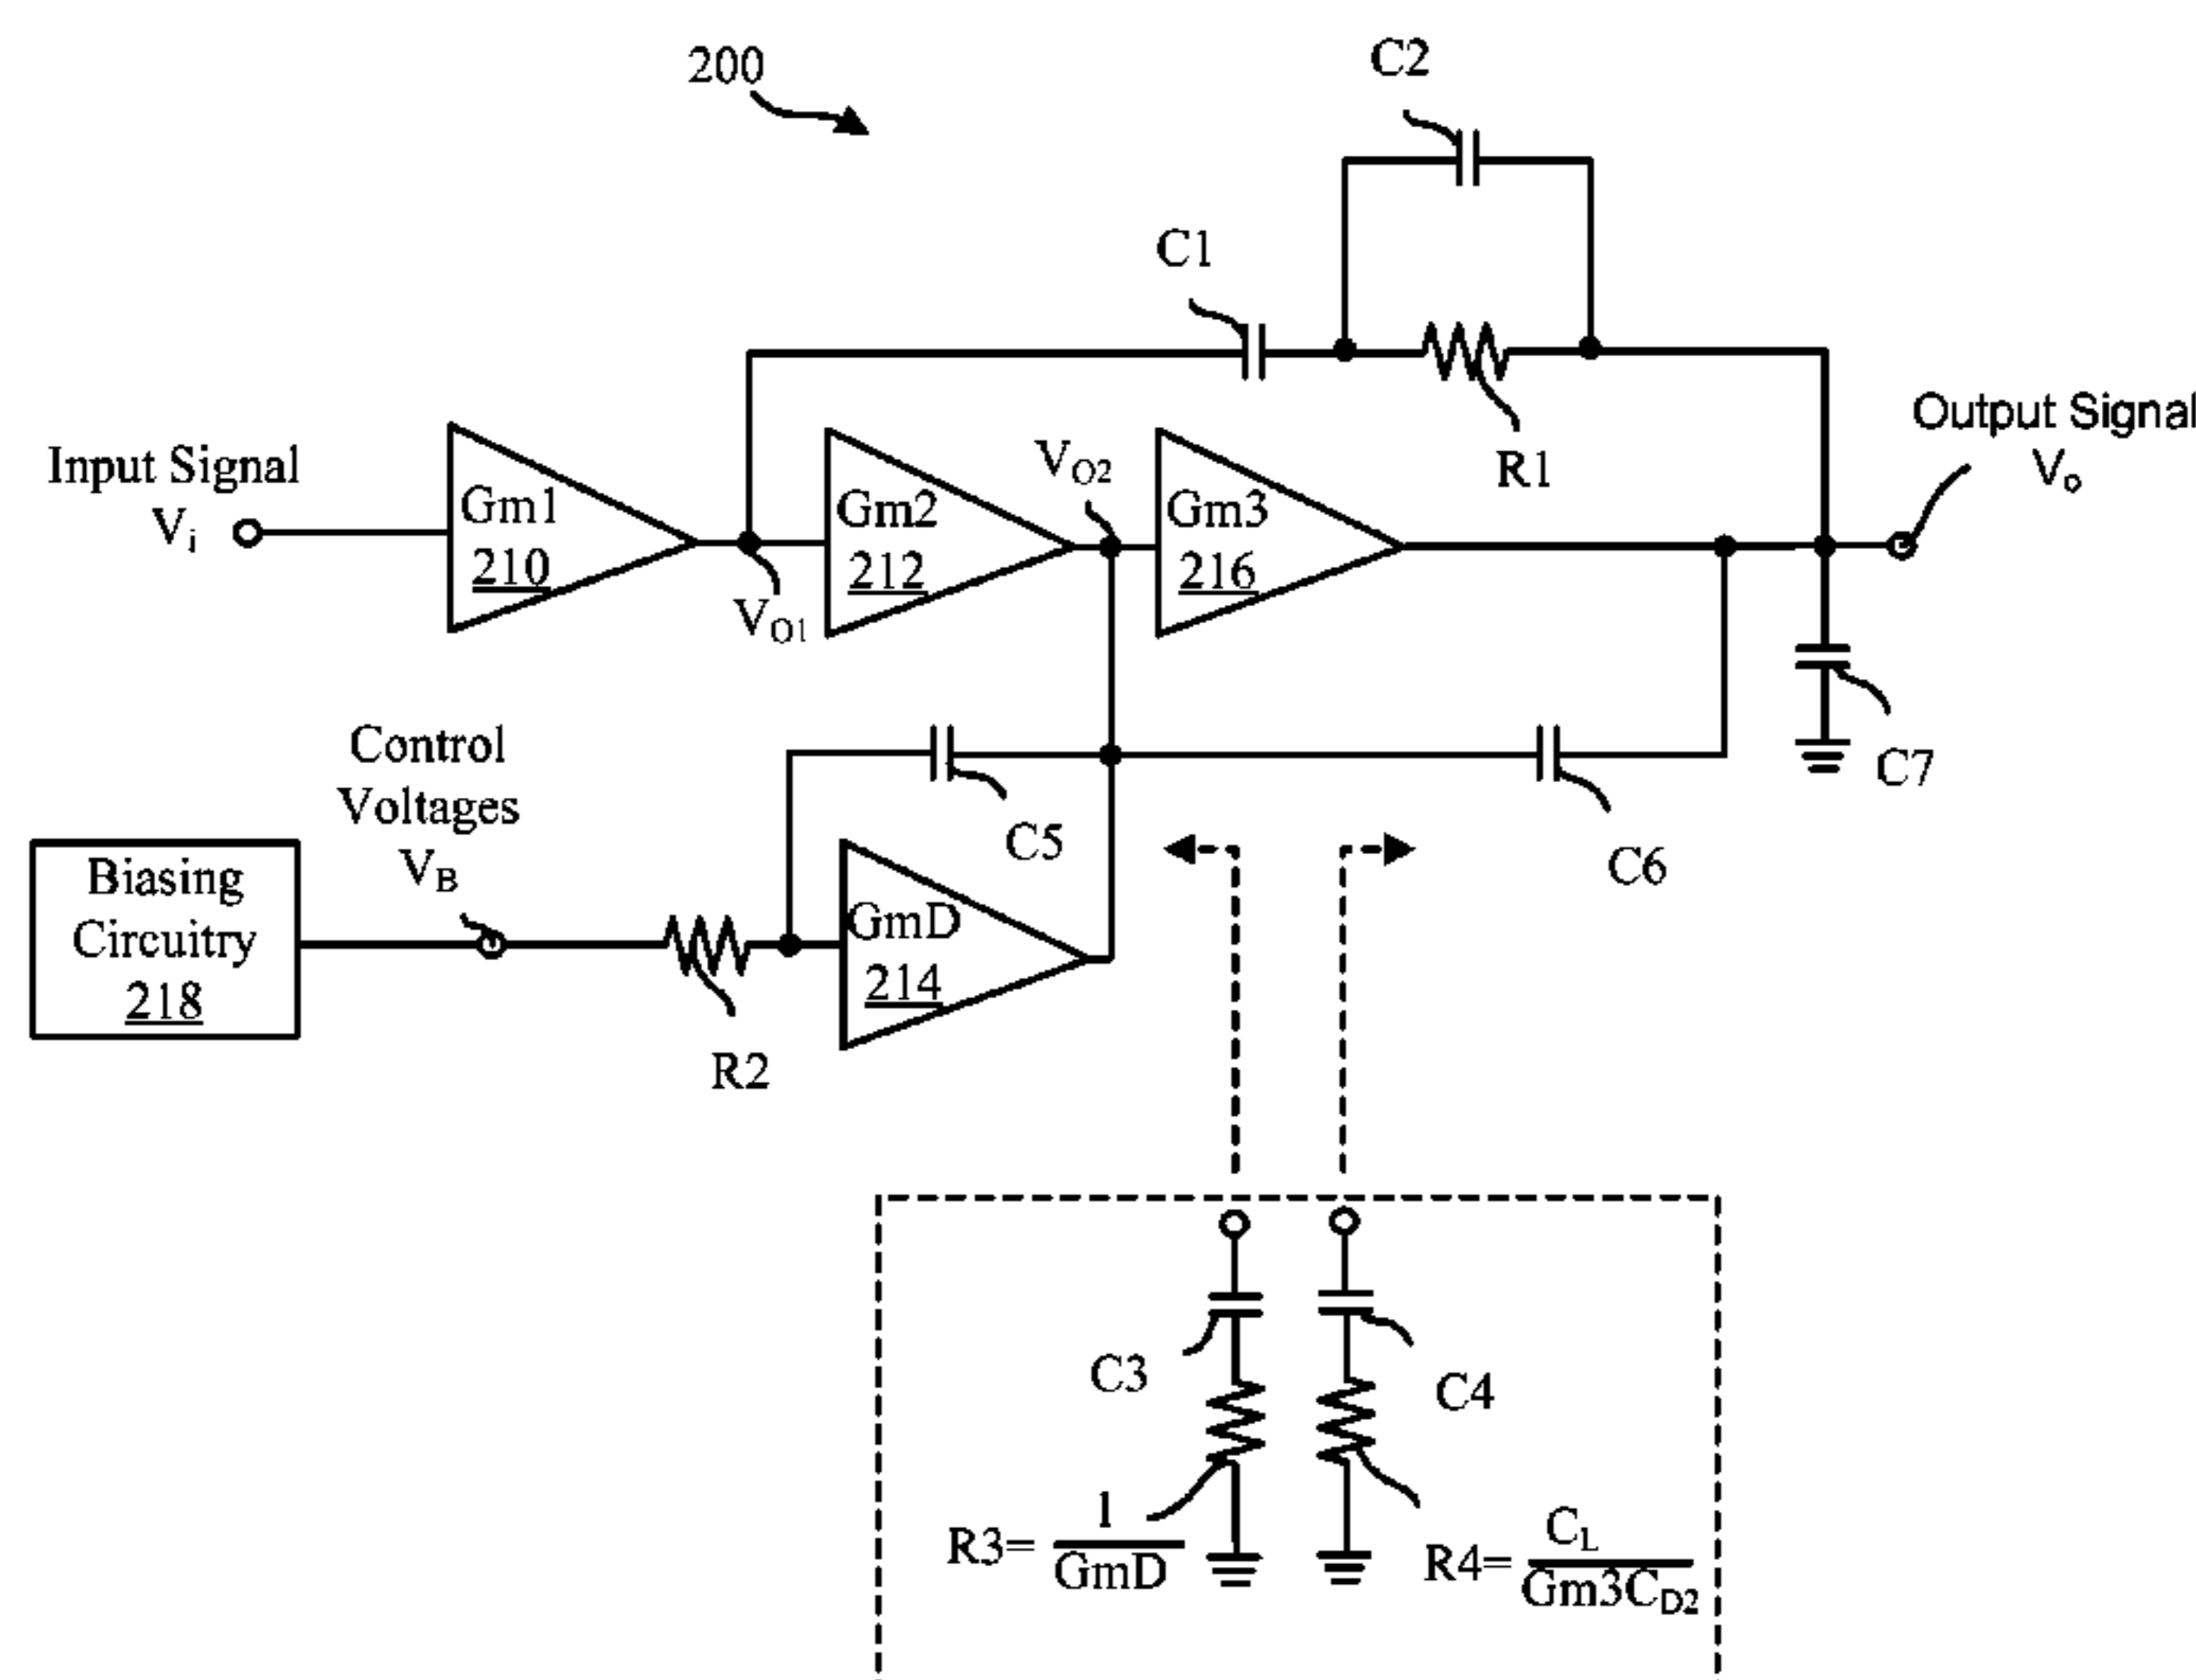 200
C2
C1
Input Signal
Vi
Gm1
210
VO1
Gm2
212
VO2
Gm3
216
R1
Output Signal
Vo
C7
Control
Voltages
VB
C5
C6
Biasing
Circuitry
218
R2
GmD
214
C3
C4
R3= 1/GmD
R4= CL/Gm3CD2